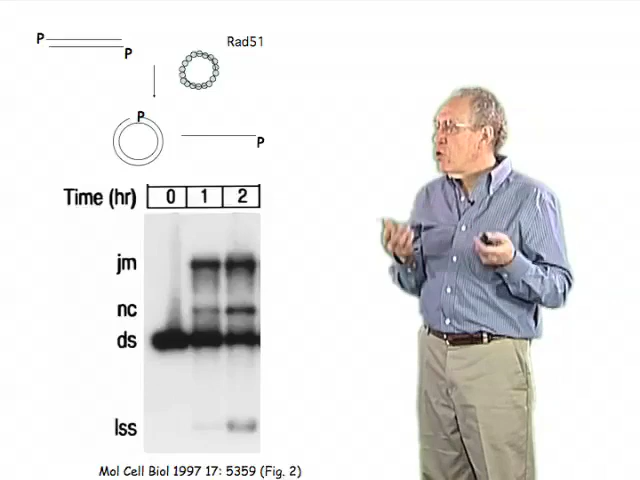 P
P
Rad51
P
P
Time (hr) 0 1 2
jm
nc
ds
lss
Mol Cell Biol 1997 17: 5359 (Fig. 2)